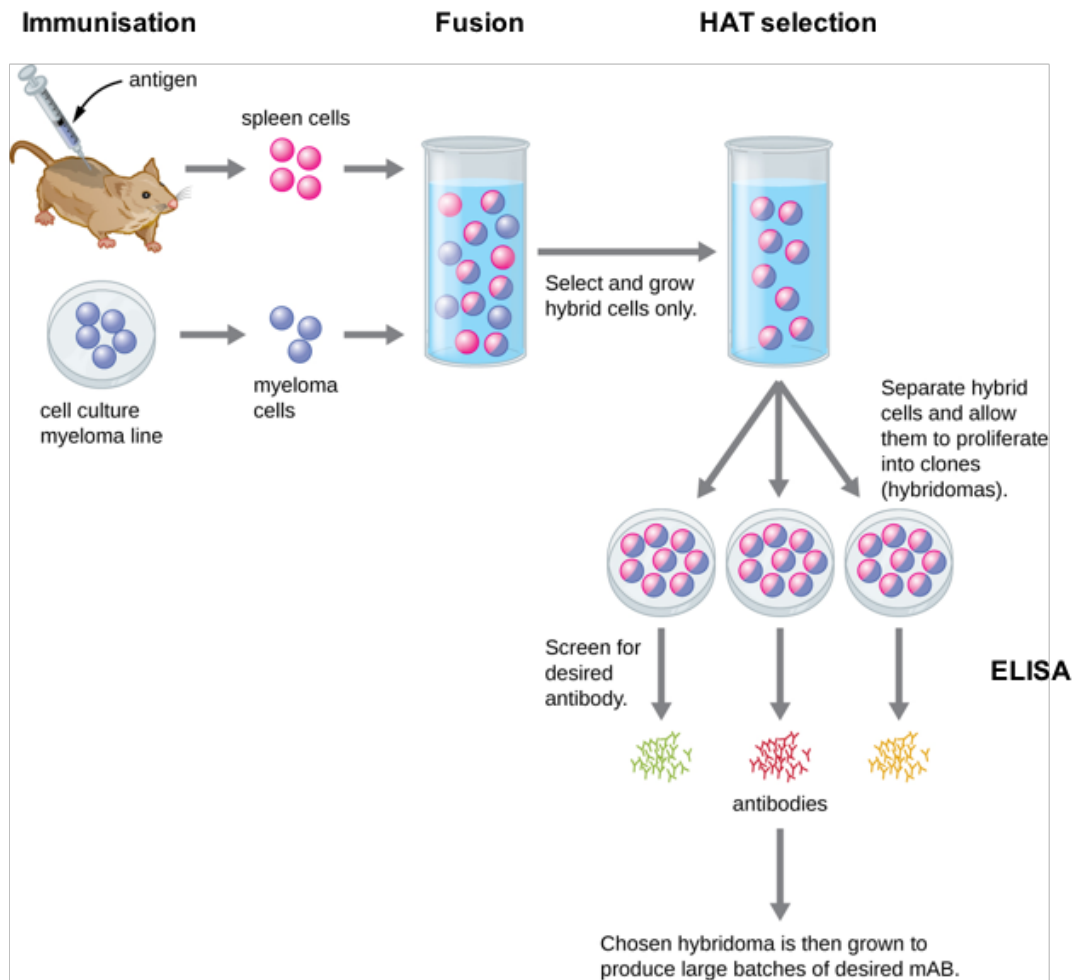 Immunisation
Fusion
HAT selection
antigen
spleen cells
Select and grow
hybrid cells only.
cell culture
myeloma line
myeloma
cells
Separate hybrid
cells and allow
them to proliferate
into clones
(hybridomas).
Screen for
desired
antibody.
ELISA
antibodies
Chosen hybridoma is then grown to
produce large batches of desired mAB.